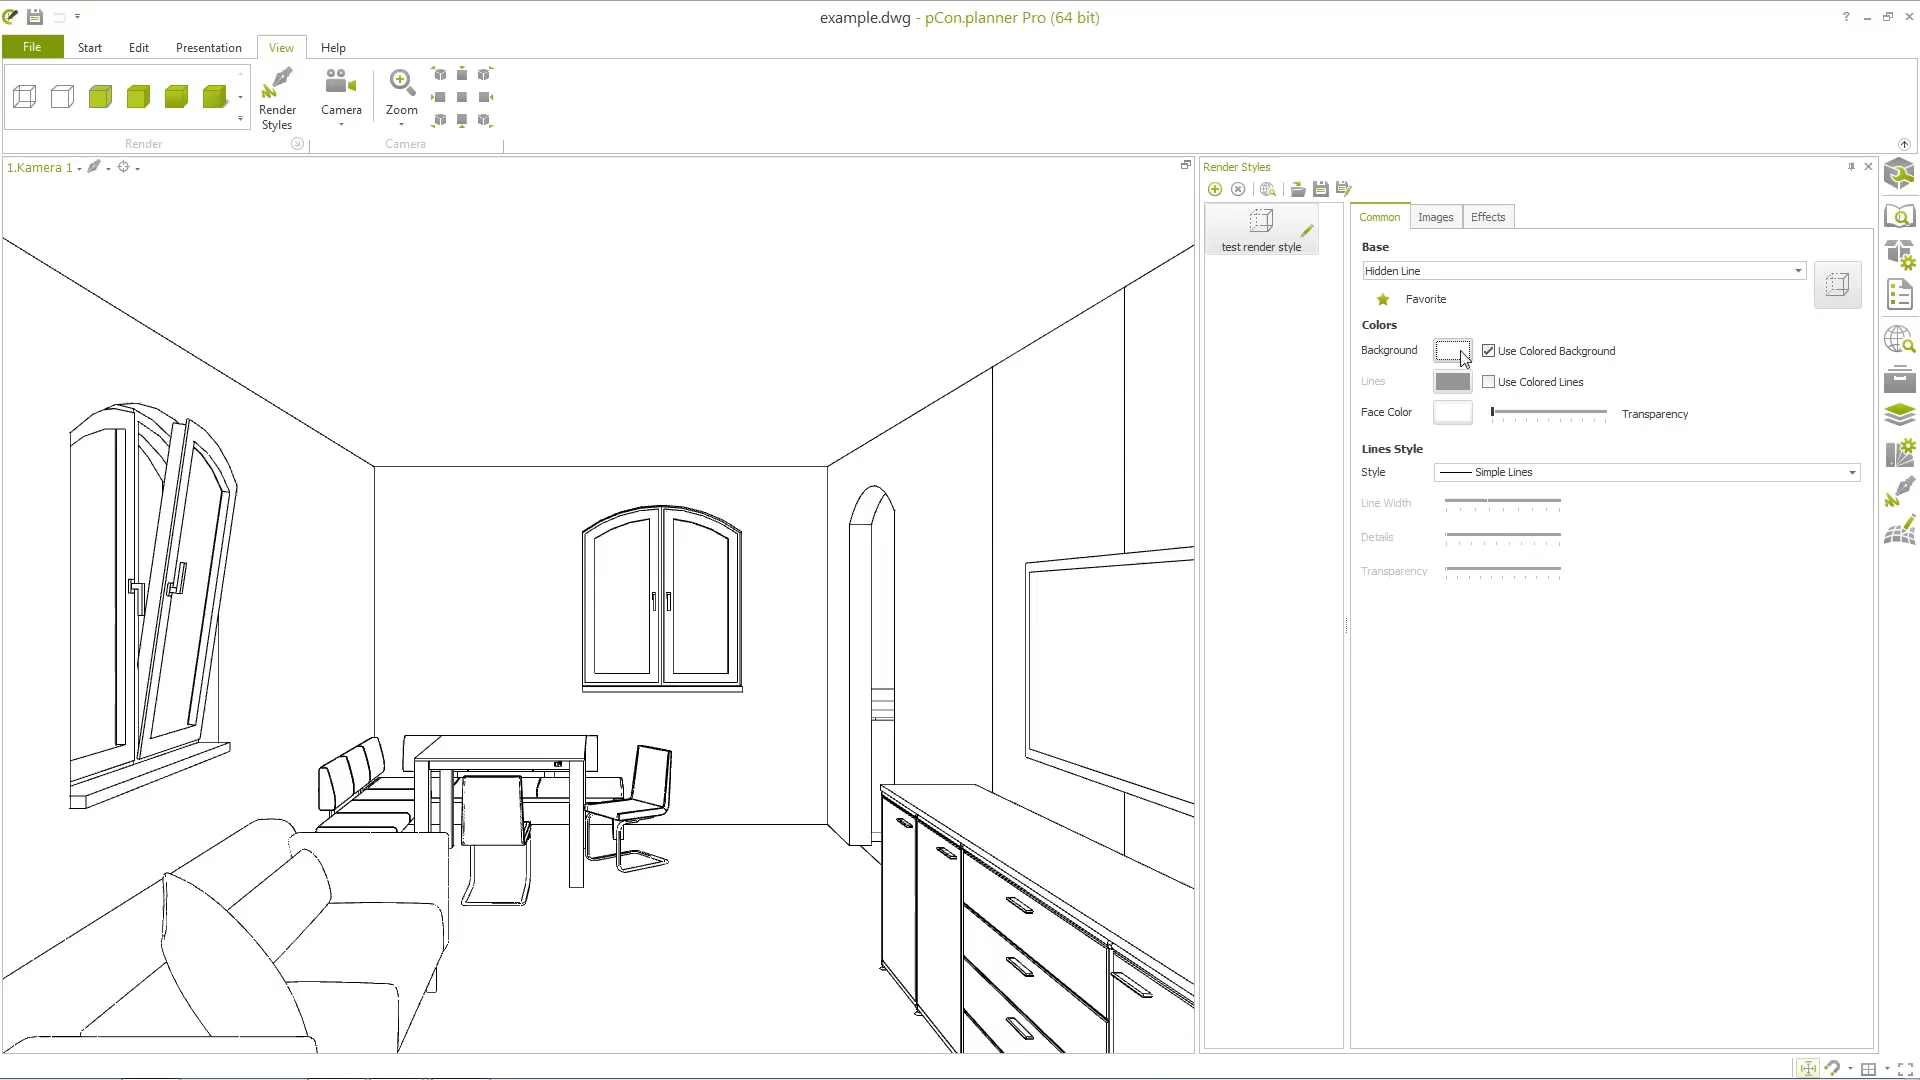 example.dwg - pCon.planner Pro (64 bit)
File Start Edit Presentation View Help
Render Styles
Camera
Zoom
Render
Camera
1.Kamera 1
Render Styles
test render style
Common Images Effects
Base
Hidden Line
Favorite
Colors
Background Use Colored Background
Lines Use Colored Lines
Face Color Transparency
Lines Style
Style Simple Lines
Line Width
Details
Transparency